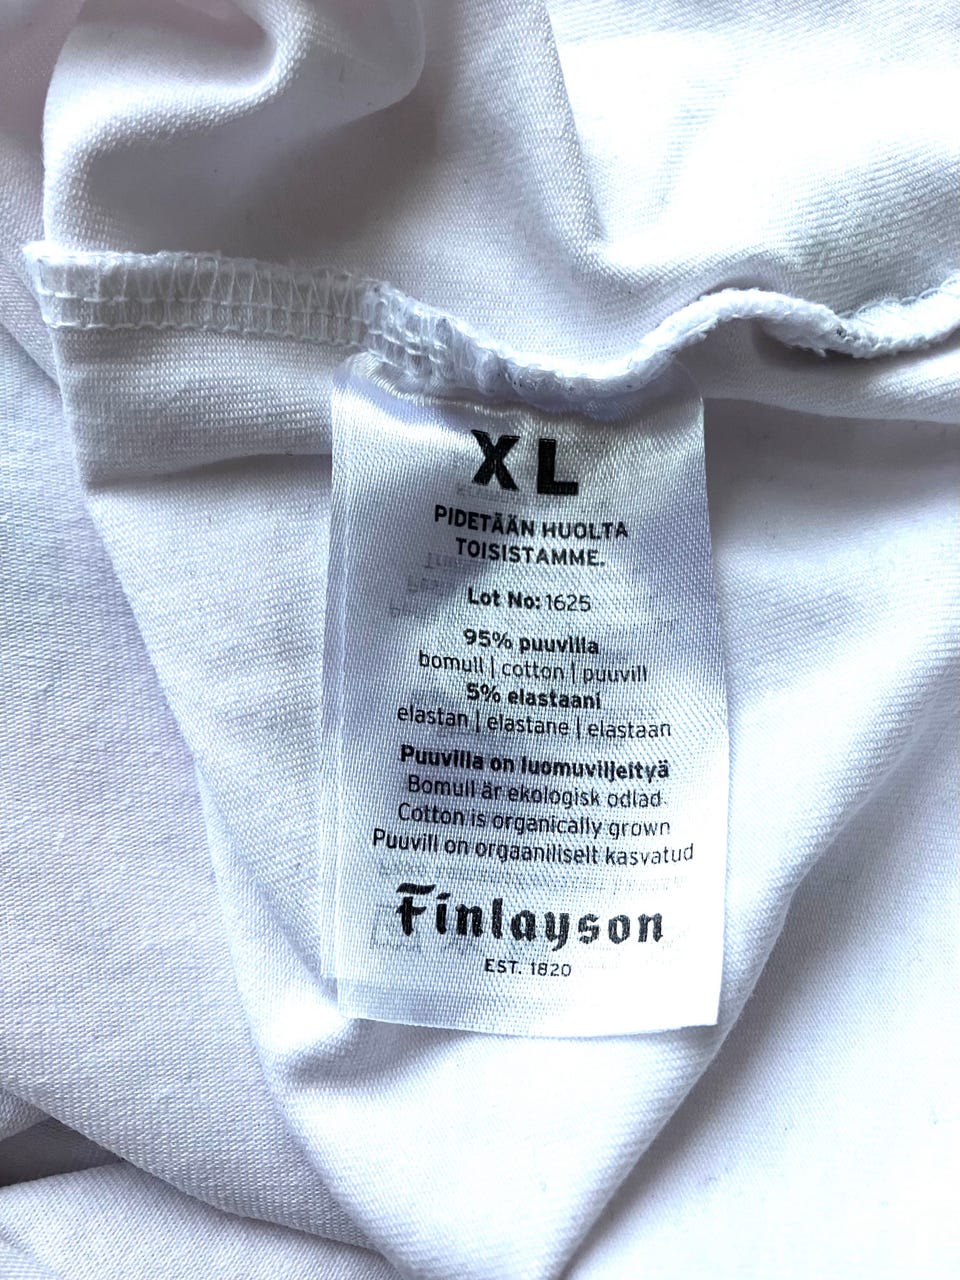 XL
PIDETÄÄN HUOLTA
TOISISTAMME.
Lot No: 1625
95% puuvilla
bomull | cotton | puuvill
5% elastaani
elastan | elastane | elastaan
Puuvilla on luomuviljeltyä
Bomull är ekologisk odlad.
Cotton is organically grown
Puuvill on orgaaniliselt kasvatud
Finlayson
EST. 1820